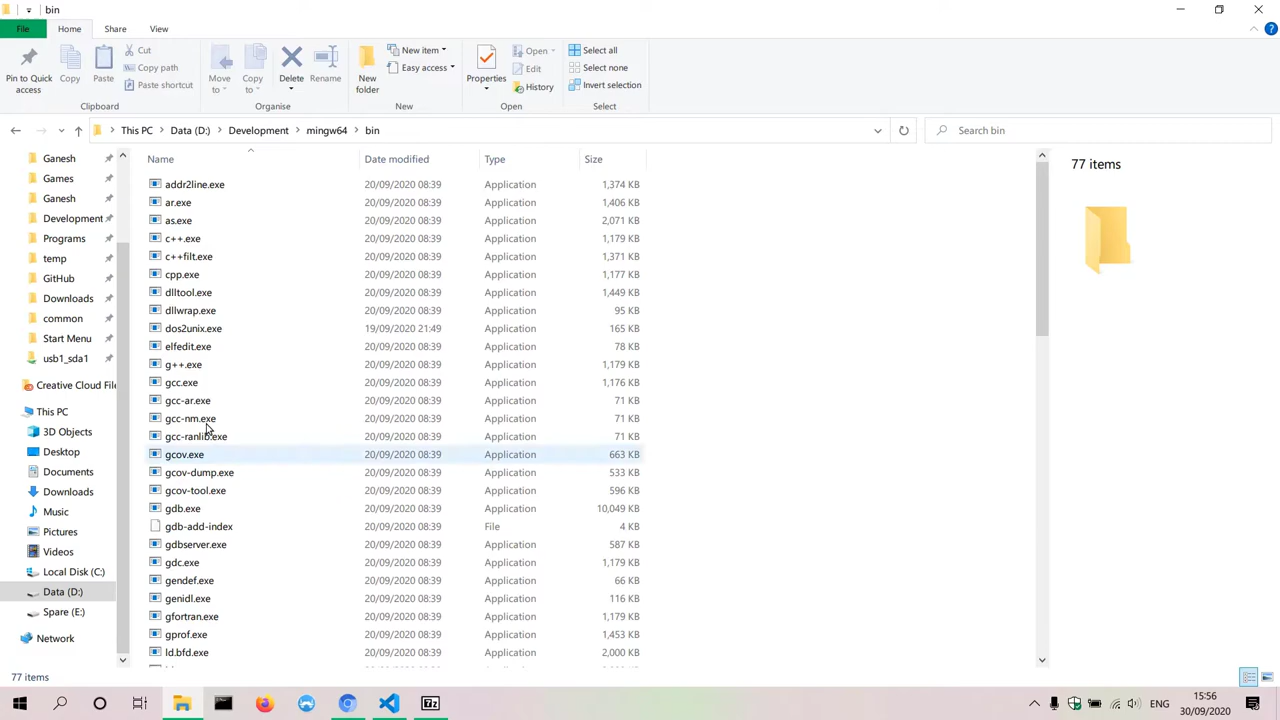 bin
File
Home
Share
View
Pin to Quick access
Copy
Paste
Cut
Copy path
Paste shortcut
Clipboard
Move to
Copy to
Delete
Rename
Organise
New folder
New item
Easy access
New
Properties
Open
Edit
History
Open
Select all
Select none
Invert selection
Select
This PC
Data (D:)
Development
mingw64
bin
Search bin
Ganesh
Games
Ganesh
Development
Programs
temp
GitHub
Downloads
common
Start Menu
usb1_sda1
Creative Cloud File
This PC
3D Objects
Desktop
Documents
Downloads
Music
Pictures
Videos
Local Disk (C:)
Data (D:)
Spare (E:)
Network
Name Date modified Type Size
addr2line.exe 20/09/2020 08:39 Application 1,374 KB
ar.exe 20/09/2020 08:39 Application 1,406 KB
as.exe 20/09/2020 08:39 Application 2,071 KB
c++.exe 20/09/2020 08:39 Application 1,179 KB
c++filt.exe 20/09/2020 08:39 Application 1,371 KB
cpp.exe 20/09/2020 08:39 Application 1,177 KB
dlltool.exe 20/09/2020 08:39 Application 1,449 KB
dllwrap.exe 20/09/2020 08:39 Application 95 KB
dos2unix.exe 19/09/2020 21:49 Application 165 KB
elfedit.exe 20/09/2020 08:39 Application 78 KB
g++.exe 20/09/2020 08:39 Application 1,179 KB
gcc.exe 20/09/2020 08:39 Application 1,176 KB
gcc-ar.exe 20/09/2020 08:39 Application 71 KB
gcc-nm.exe 20/09/2020 08:39 Application 71 KB
gcc-ranlib.exe 20/09/2020 08:39 Application 71 KB
gcov.exe 20/09/2020 08:39 Application 663 KB
gcov-dump.exe 20/09/2020 08:39 Application 533 KB
gcov-tool.exe 20/09/2020 08:39 Application 596 KB
gdb.exe 20/09/2020 08:39 Application 10,049 KB
gdb-add-index 20/09/2020 08:39 File 4 KB
gdbserver.exe 20/09/2020 08:39 Application 587 KB
gdc.exe 20/09/2020 08:39 Application 1,179 KB
gendef.exe 20/09/2020 08:39 Application 66 KB
genidl.exe 20/09/2020 08:39 Application 116 KB
gfortran.exe 20/09/2020 08:39 Application 1,179 KB
gprof.exe 20/09/2020 08:39 Application 1,453 KB
ld.bfd.exe 20/09/2020 08:39 Application 2,000 KB
77 items
77 items
7z
ENG
15:56
30/09/2020